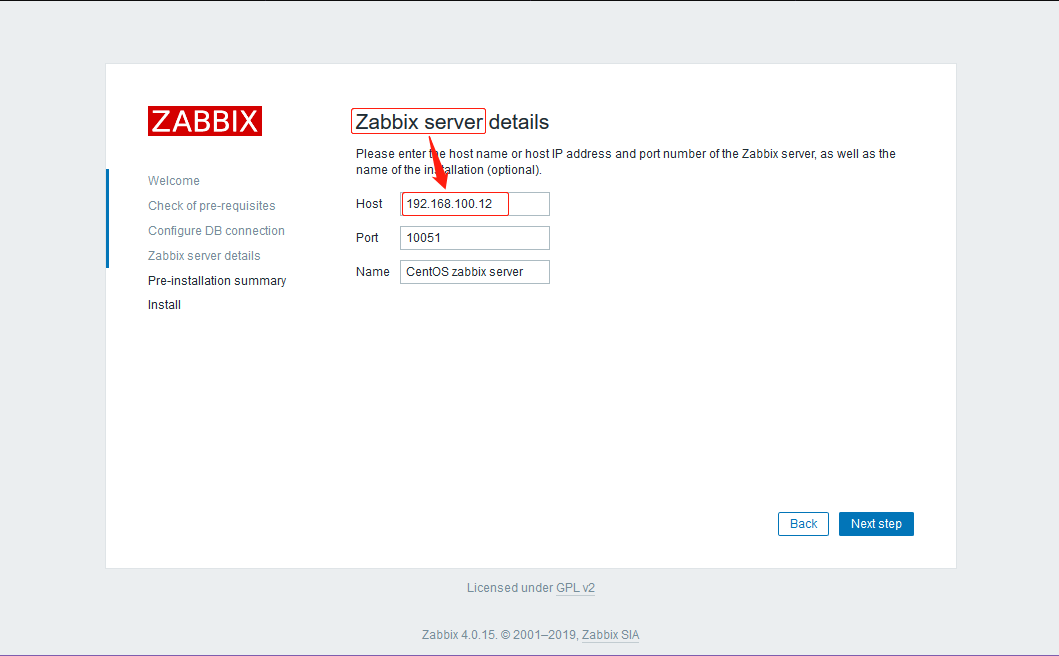 ZABBIX
Welcome
Check of pre-requisites
Configure DB connection
Zabbix server details
Pre-installation summary
Install
Zabbix server details
Please enter the host name or host IP address and port number of the Zabbix server, as well as the
name of the installation (optional).
Host 192.168.100.12
Port 10051
Name CentOS zabbix server
Back Next step
Licensed under GPL v2
Zabbix 4.0.15. © 2001–2019, Zabbix SIA